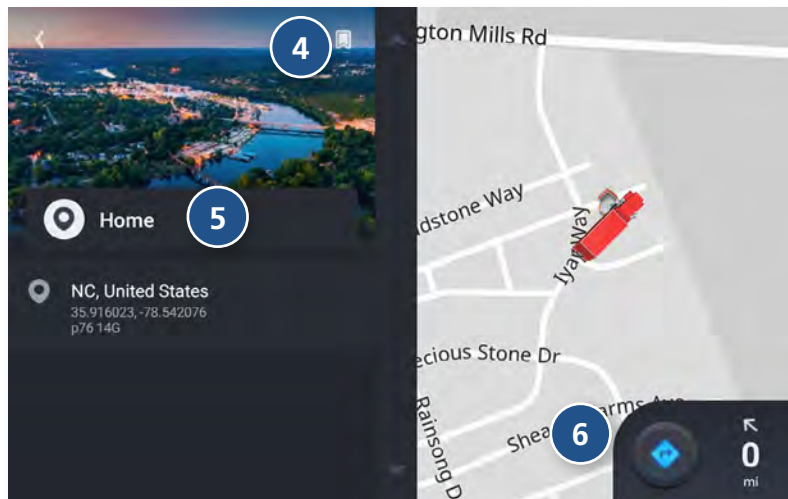 4
5
Home
NC, United States
35.916023,-78.542076
p76 14G
gton Mills Rd
dstone Way
Iyar Way
ecious Stone Dr
Rainsong D
6
0
mi